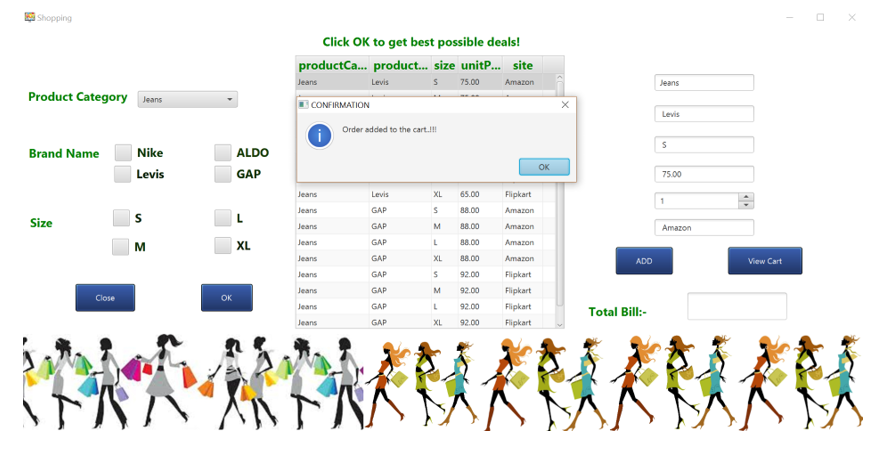 Shopping
Click OK to get best possible deals!
productCa... product... size unitP... site
Jeans Levis S 75.00 Amazon
CONFIRMATION
Order added to the cart..!!!
OK
Jeans Levis XL 65.00 Flipkart
Jeans GAP S 88.00 Amazon
Jeans GAP M 88.00 Amazon
Jeans GAP L 88.00 Amazon
Jeans GAP XL 88.00 Amazon
Jeans GAP S 92.00 Flipkart
Jeans GAP M 92.00 Flipkart
Jeans GAP L 92.00 Flipkart
Jeans GAP XL 92.00 Flipkart
Product Category Jeans
Brand Name Nike ALDO
Levis GAP
Size S L
M XL
Close OK
Jeans
Levis
S
75.00
1
Amazon
ADD View Cart
Total Bill:-